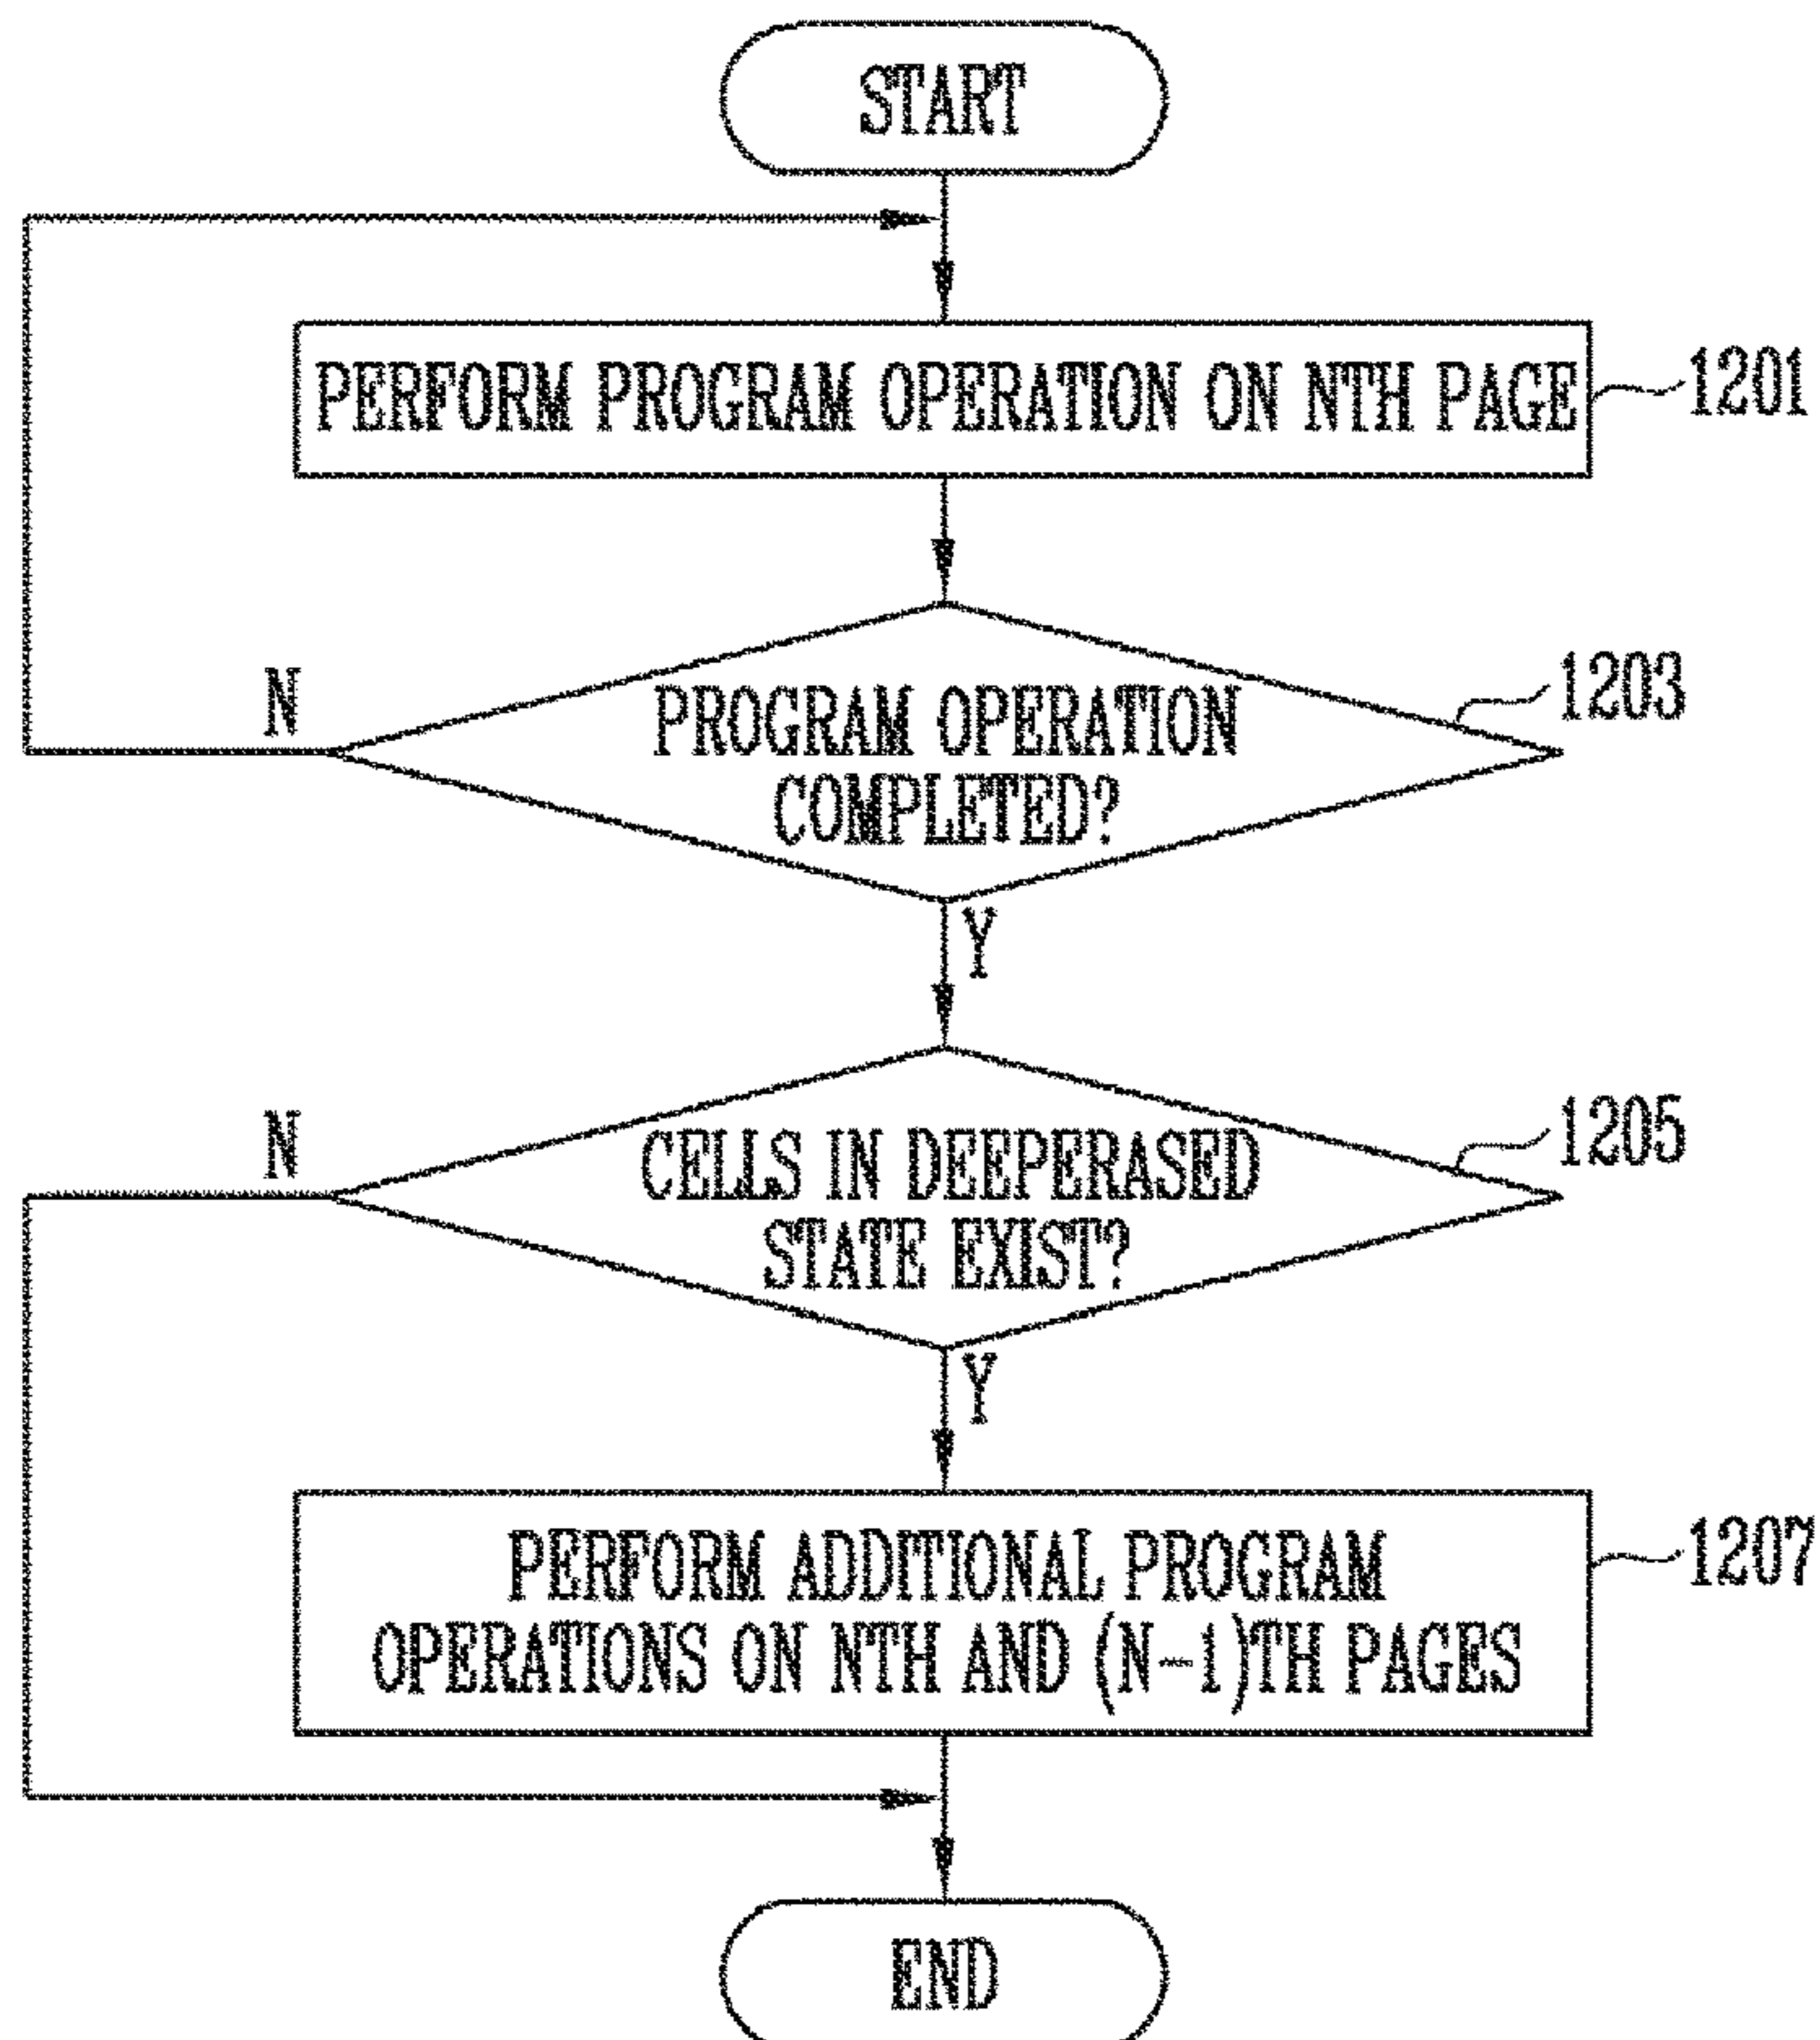 START
PERFORM PROGRAM OPERATION ON NTH PAGE
1201
N
PROGRAM OPERATION
COMPLETED?
1203
Y
N
CELLS IN DEEPERASED
STATE EXIST?
1205
Y
PERFORM ADDITIONAL PROGRAM
OPERATIONS ON NTH AND (N-1)TH PAGES
1207
END